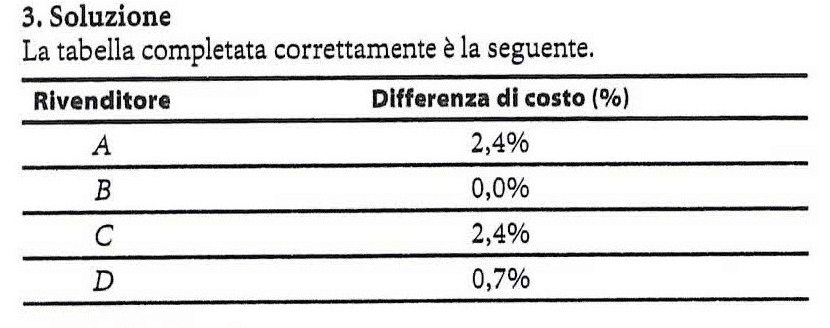 3. Soluzione
La tabella completata correttamente è la seguente.
Rivenditore Differenza di costo (%)
A 2,4%
B 0,0%
C 2,4%
D 0,7%